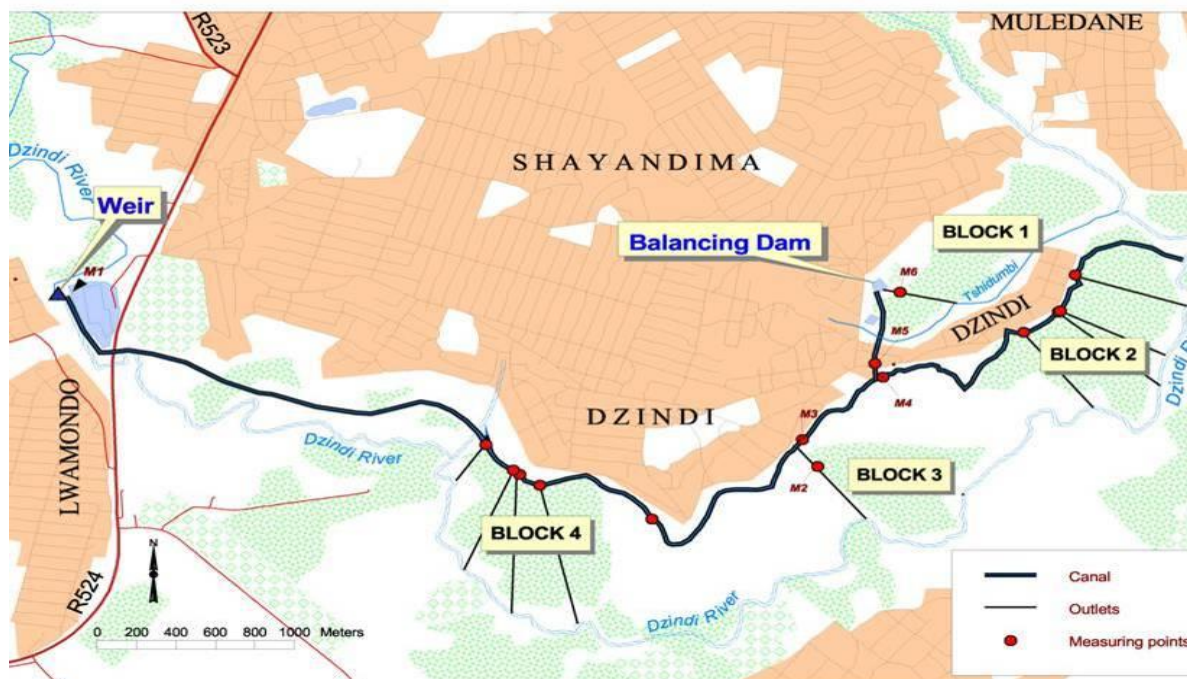 R523
MULEDANE
Dzindi River
Weir
SHAYANDIMA
M1
Balancing Dam
BLOCK 1
M6
Tshidumbi
DZINDI
M5
BLOCK 2
M4
LWAMONDO
DZINDI
M3
Dzindi River
M2
BLOCK 3
BLOCK 4
N
R524
0 200 400 600 800 1000 Meters
Dzindi River
Canal
Outlets
Measuring points